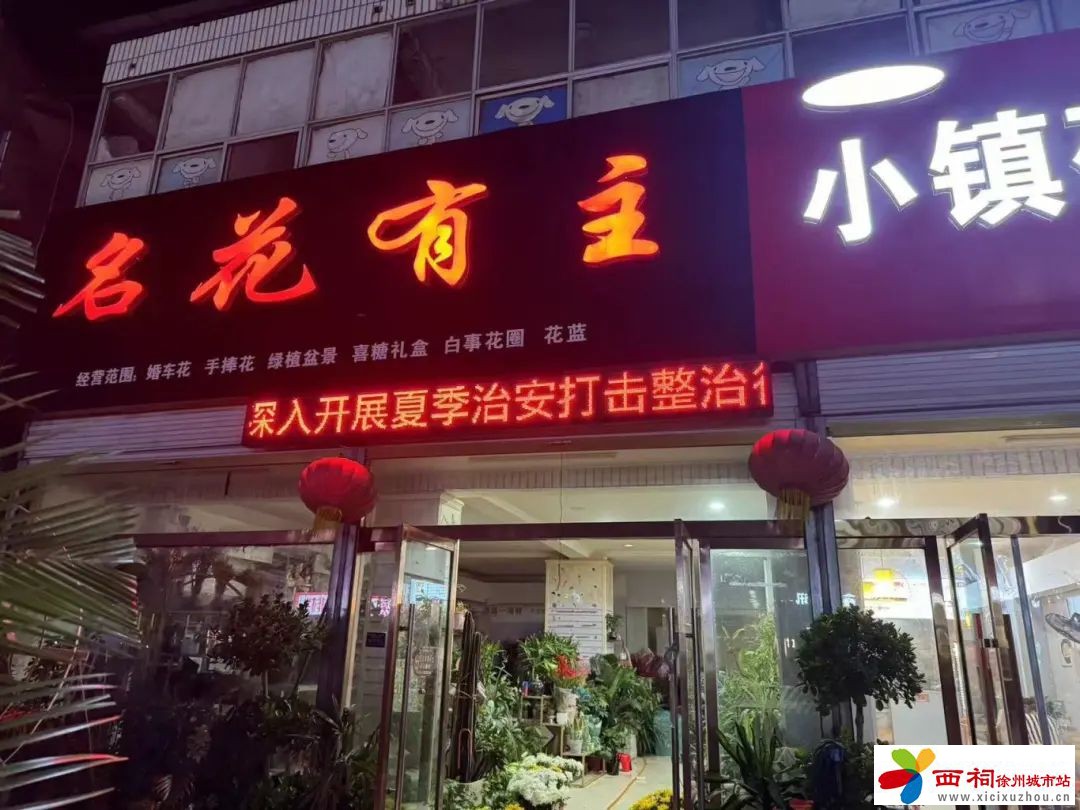 名花有主
经营范围：婚车花 手捧花 绿植盆景 喜糖礼盒 白事花圈 花蓝
深入开展夏季治安打击整治
小镇
西祠徐州城市站
www.xicixuzhou.cn